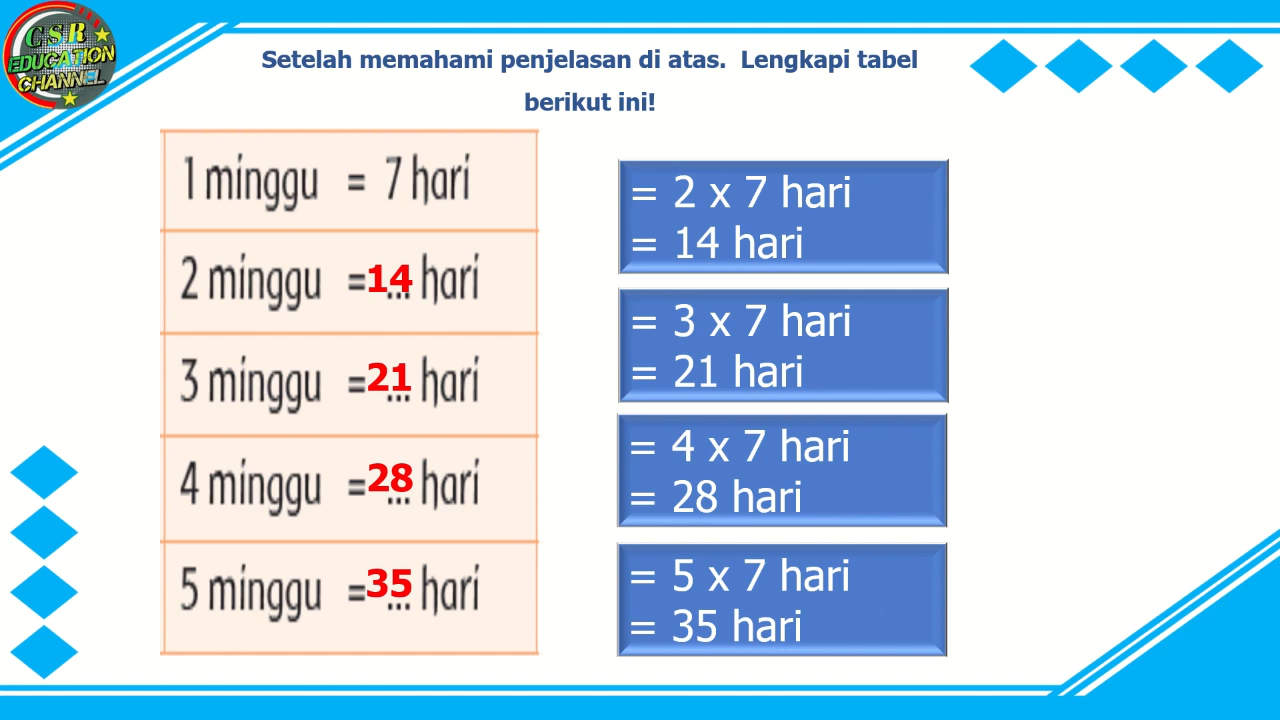 CSR
EDUCATION
CHANNEL
Setelah memahami penjelasan di atas. Lengkapi tabel
berikut ini!
1 minggu = 7 hari
2 minggu =14... hari
3 minggu =21... hari
4 minggu =28... hari
5 minggu =35... hari
= 2 x 7 hari
= 14 hari
= 3 x 7 hari
= 21 hari
= 4 x 7 hari
= 28 hari
= 5 x 7 hari
= 35 hari